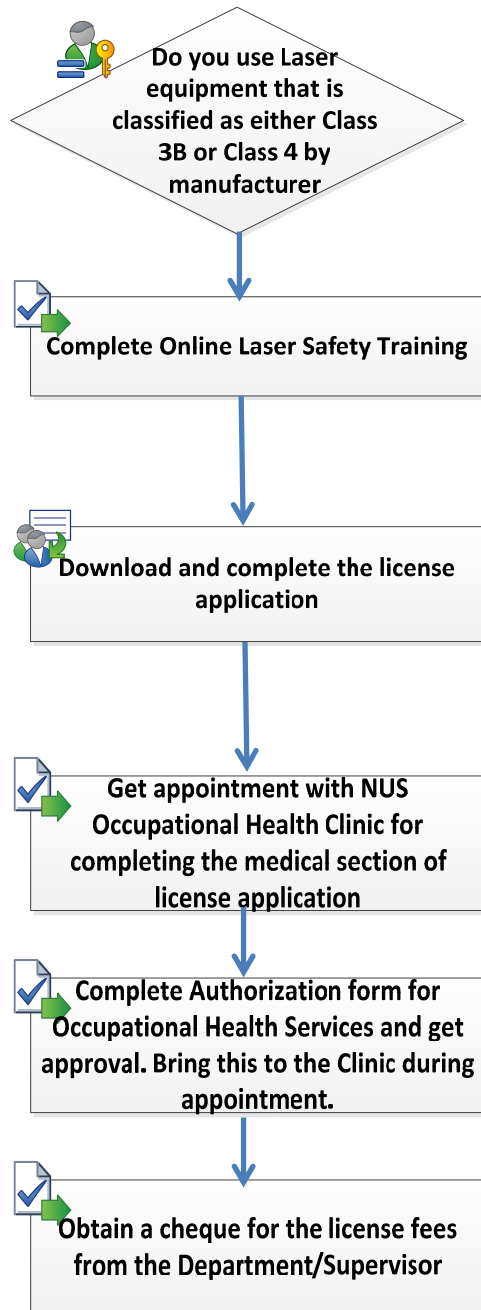 Do you use Laser
equipment that is
classified as either Class
3B or Class 4 by
manufacturer
Complete Online Laser Safety Training
Download and complete the license
application
Get appointment with NUS
Occupational Health Clinic for
completing the medical section of
license application
Complete Authorization form for
Occupational Health Services and get
approval. Bring this to the Clinic during
appointment.
Obtain a cheque for the license fees
from the Department/Supervisor